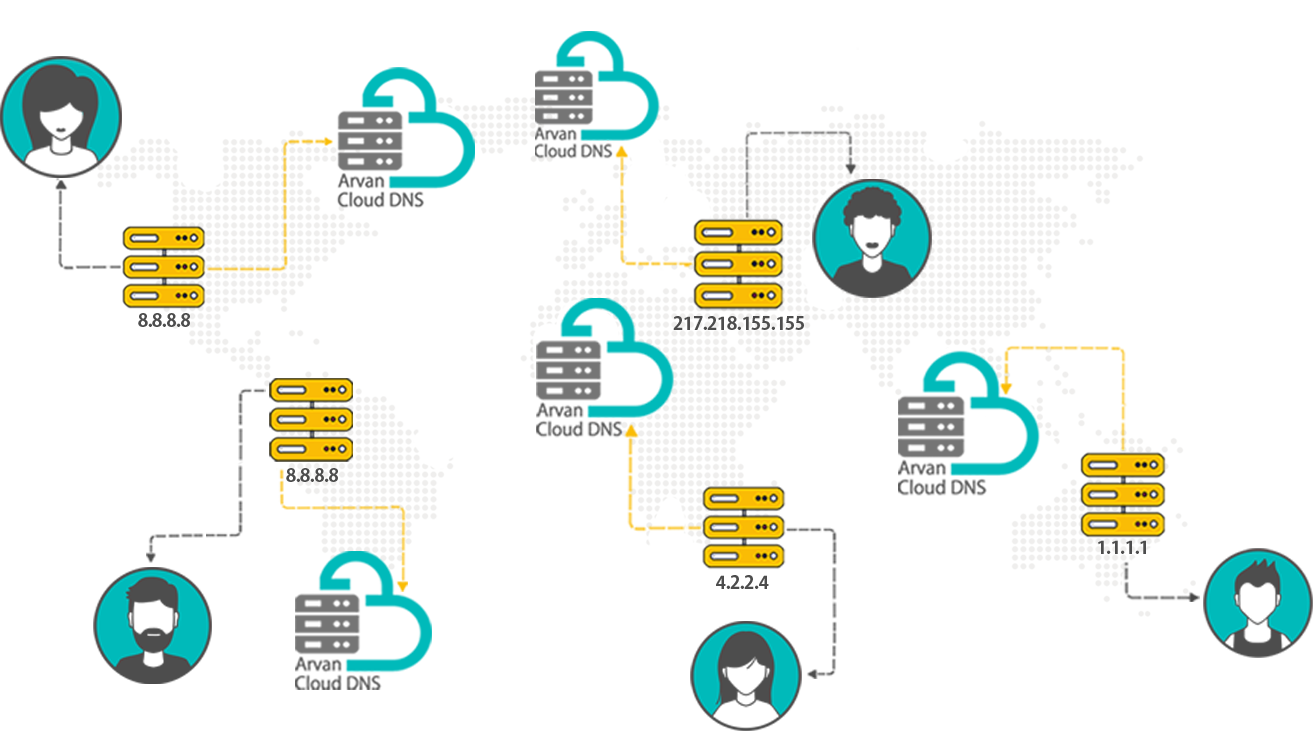 Arvan
Cloud DNS
8.8.8.8
Arvan
Cloud DNS
217.218.155.155
8.8.8.8
Arvan
Cloud DNS
Arvan
Cloud DNS
4.2.2.4
Arvan
Cloud DNS
1.1.1.1